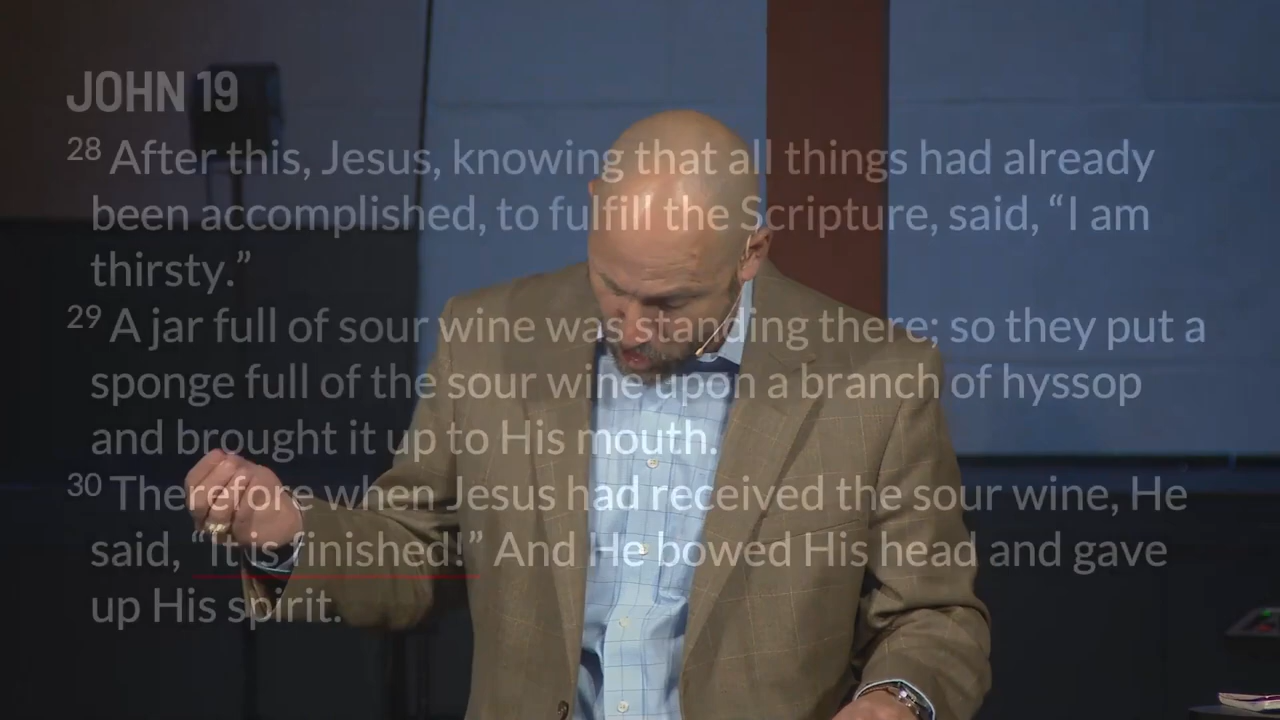 JOHN 19
28 After this, Jesus, knowing that all things had already
been accomplished, to fulfill the Scripture, said, “I am
thirsty.”
29 A jar full of sour wine was standing there; so they put a
sponge full of the sour wine upon a branch of hyssop
and brought it up to His mouth.
30 Therefore when Jesus had received the sour wine, He
said, “It is finished!” And He bowed His head and gave
up His spirit.